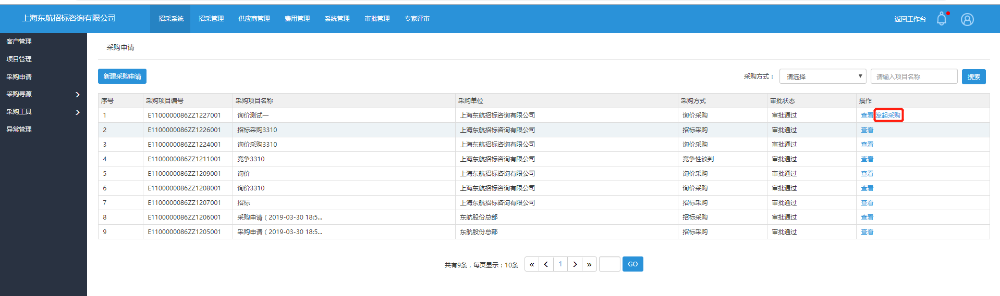 上海东航招标咨询有限公司 招采系统 招采管理 供应商管理 费用管理 系统管理 审批管理 专家评审 返回工作台
客户管理
项目管理
采购申请
采购寻源
采购工具
异常管理
采购申请
新建采购申请 采购方式： 请选择 请输入项目名称 搜索
序号 采购项目编号 采购项目名称 采购单位 采购方式 审批状态 操作
1 E1100000086ZZ1227001 询价测试一 上海东航招标咨询有限公司 询价采购 审批通过 查看 发起采购
2 E1100000086ZZ1226001 招标采购3310 上海东航招标咨询有限公司 招标采购 审批通过 查看
3 E1100000086ZZ1224001 询价采购3310 上海东航招标咨询有限公司 询价采购 审批通过 查看
4 E1100000086ZZ1211001 竞争3310 上海东航招标咨询有限公司 竞争性谈判 审批通过 查看
5 E1100000086ZZ1209001 询价 上海东航招标咨询有限公司 询价采购 审批通过 查看
6 E1100000086ZZ1208001 询价3310 上海东航招标咨询有限公司 询价采购 审批通过 查看
7 E1100000086ZZ1207001 招标 上海东航招标咨询有限公司 招标采购 审批通过 查看
8 E1100000086ZZ1206001 采购申请（2019-03-30 18:5... 东航股份总部 招标采购 审批通过 查看
9 E1100000086ZZ1205001 采购申请（2019-03-30 18:5... 东航股份总部 招标采购 审批通过 查看
共有9条，每页显示：10条 « < 1 > » GO